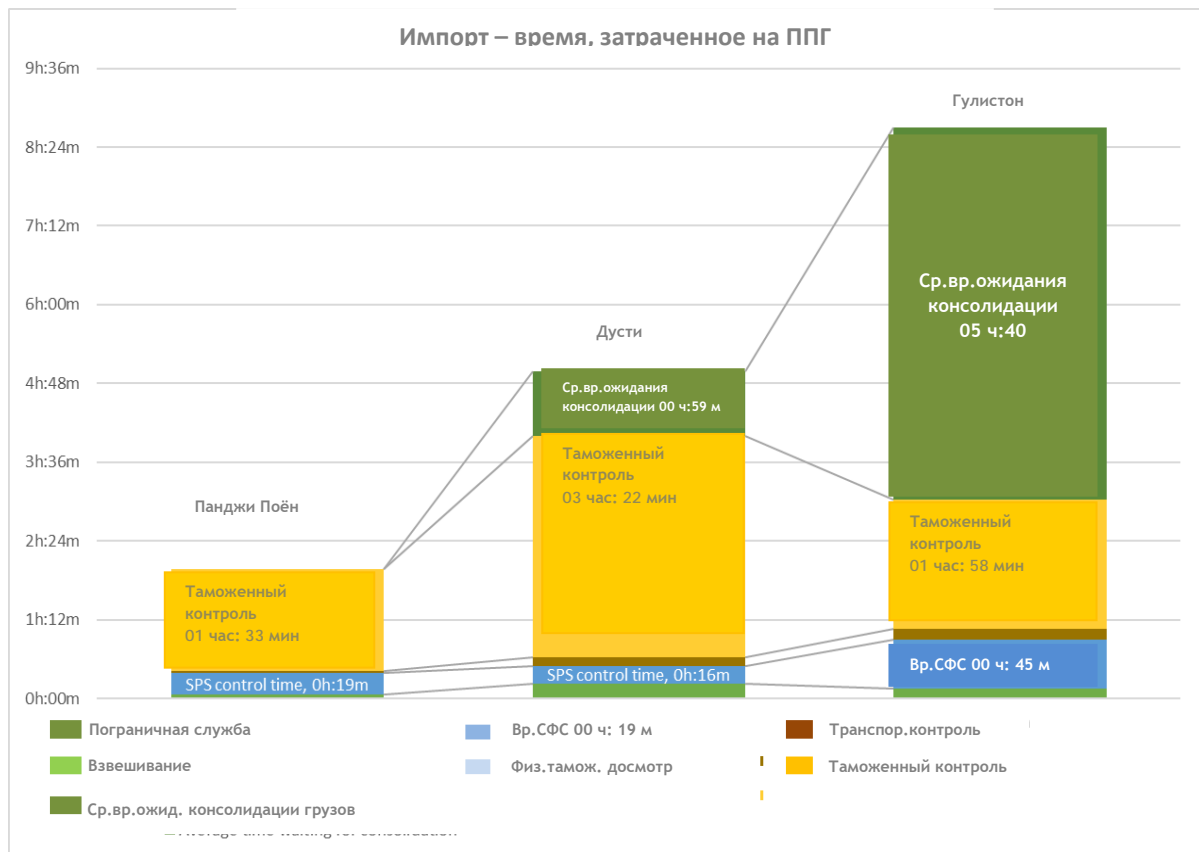 Импорт – время, затраченное на ППГ
9h:36m
Гулистон
8h:24m
7h:12m
Ср.вр.ожидания
консолидации
05 ч:40
6h:00m
Дусти
4h:48m
Ср.вр.ожидания
консолидации 00 ч:59 м
3h:36m
Таможенный
контроль
03 час: 22 мин
Панджи Поён
2h:24m
Таможенный
контроль
01 час: 58 мин
Таможенный
контроль
01 час: 33 мин
1h:12m
SPS control time, 0h:19m
SPS control time, 0h:16m
Вр.СФС 00 ч: 45 м
0h:00m
Пограничная служба
Вр.СФС 00 ч: 19 м
Транспор.контроль
Взвешивание
Физ.тамож. досмотр
Таможенный контроль
Ср.вр.ожид. консолидации грузов